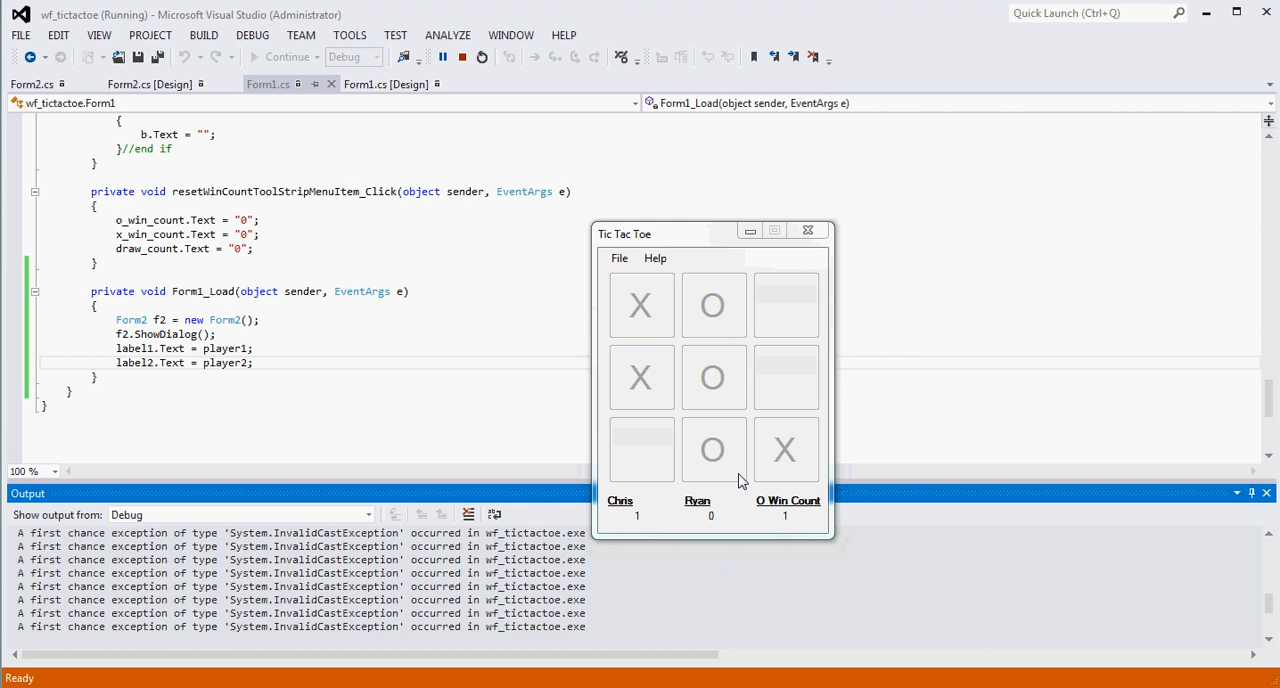 wf_tictactoe (Running) - Microsoft Visual Studio (Administrator)
Quick Launch (Ctrl+Q)
FILE EDIT VIEW PROJECT BUILD DEBUG TEAM TOOLS TEST ANALYZE WINDOW HELP
Continue Debug
Form2.cs Form2.cs [Design] Form1.cs Form1.cs [Design]
wf_tictactoe.Form1 Form1_Load(object sender, EventArgs e)
{
b.Text = "";
}//end if
}
private void resetWinCountToolStripMenuItem_Click(object sender, EventArgs e)
{
o_win_count.Text = "0";
x_win_count.Text = "0";
draw_count.Text = "0";
}
private void Form1_Load(object sender, EventArgs e)
{
Form2 f2 = new Form2();
f2.ShowDialog();
label1.Text = player1;
label2.Text = player2;
}
}
}
Tic Tac Toe
File Help
X O
X O
O X
Chris Ryan O Win Count
1 0 1
100 %
Output
Show output from: Debug
A first chance exception of type 'System.InvalidCastException' occurred in wf_tictactoe.exe
A first chance exception of type 'System.InvalidCastException' occurred in wf_tictactoe.exe
A first chance exception of type 'System.InvalidCastException' occurred in wf_tictactoe.exe
A first chance exception of type 'System.InvalidCastException' occurred in wf_tictactoe.exe
A first chance exception of type 'System.InvalidCastException' occurred in wf_tictactoe.exe
A first chance exception of type 'System.InvalidCastException' occurred in wf_tictactoe.exe
A first chance exception of type 'System.InvalidCastException' occurred in wf_tictactoe.exe
A first chance exception of type 'System.InvalidCastException' occurred in wf_tictactoe.exe
Ready